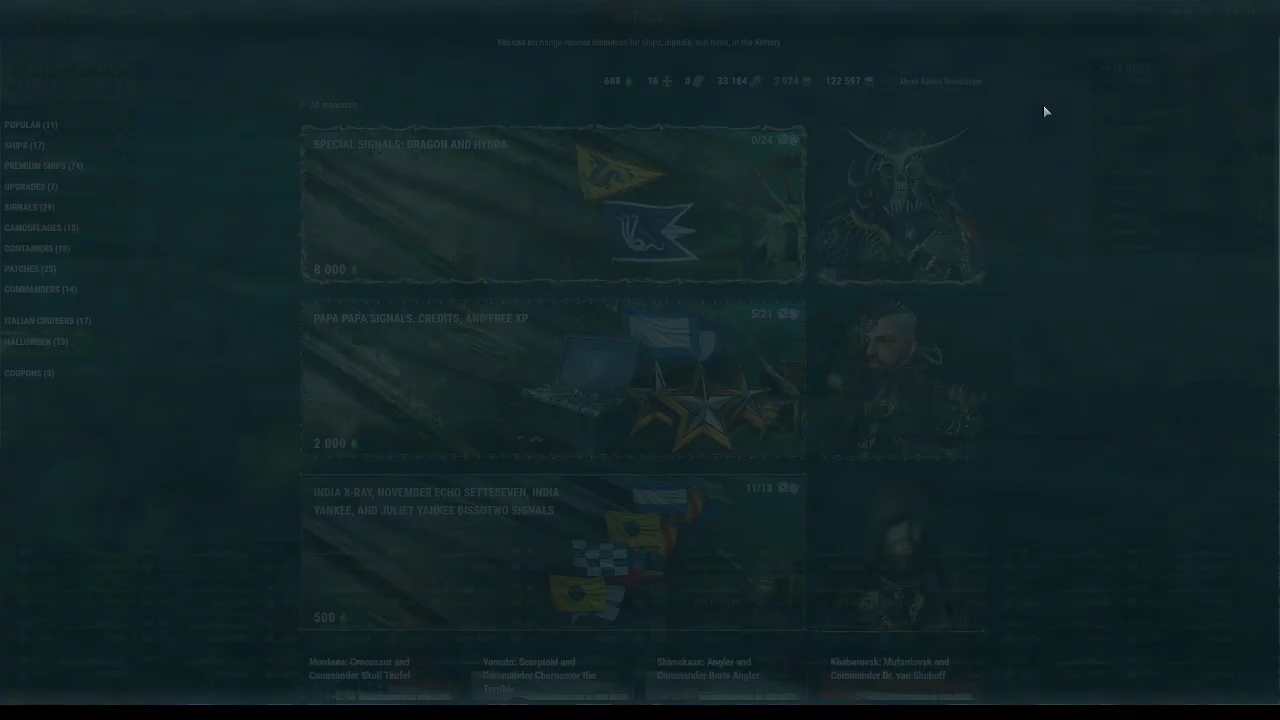 You can exchange various resources for ships, signals, and more, in the Armory.
688
16
0
33 184
2 924
122 597
More About Resources
All resources
POPULAR (11)
SHIPS (17)
PREMIUM SHIPS (74)
UPGRADES (7)
SIGNALS (29)
CAMOUFLAGES (15)
CONTAINERS (10)
PATCHES (25)
COMMANDERS (14)
ITALIAN CRUISERS (17)
HALLOWEEN (13)
COUPONS (5)
SPECIAL SIGNALS: DRAGON AND HYDRA
0/24
8 000
PAPA PAPA SIGNALS, CREDITS, AND FREE XP
5/21
2 000
INDIA X-RAY, NOVEMBER ECHO SETTESEVEN, INDIA
YANKEE, AND JULIET YANKEE BISSOTWO SIGNALS
11/18
500
Montana: Crocosaur and
Commander Skull Teufel
Yamato: Scorpioid and
Commander Chernomor the
Terrible
Shimakaze: Angler and
Commander Boris Angler
Khabarovsk: Mutantovsk and
Commander Dr. van Shuhoff